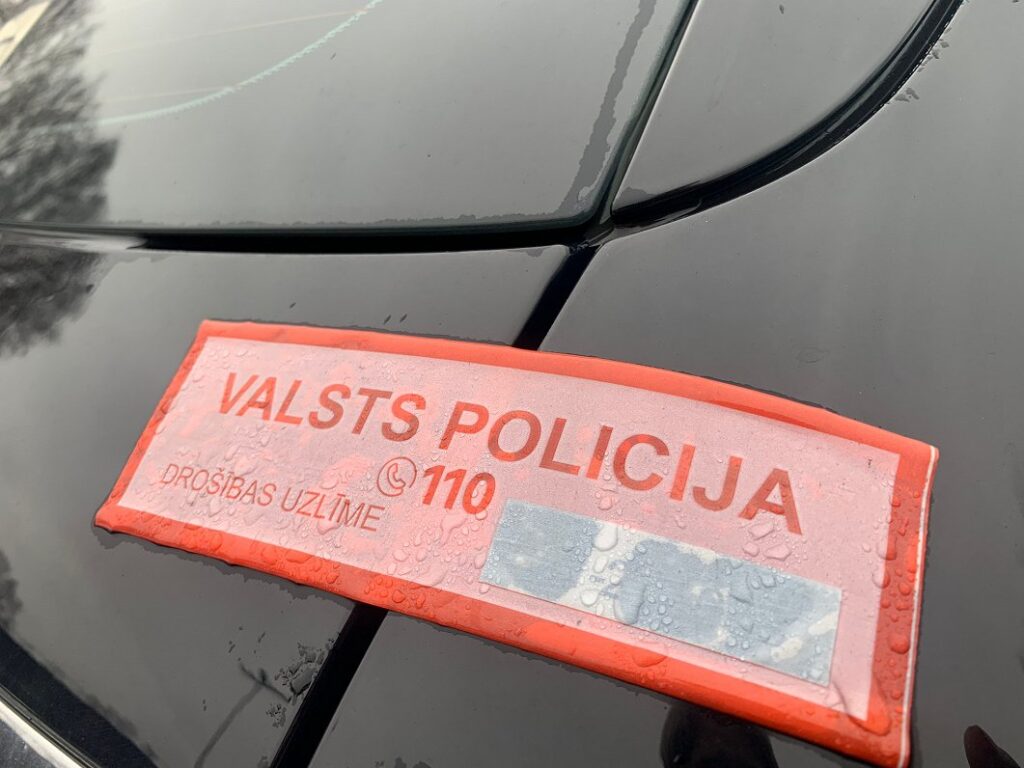 VALSTS POLICIJA
110
DROŠĪBAS UZLĪME